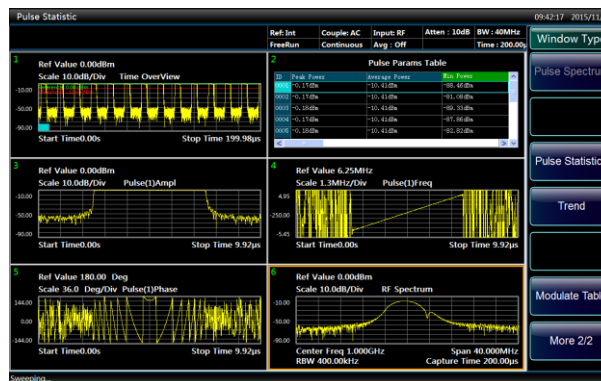 Pulse Statistic
09:42:17 2015/11/
Ref: Int Couple: AC Input: RF Atten : 10dB BW : 40MHz
FreeRun Continuous Avg : Off Time : 200.00µ
Window Type
Pulse Spectru
Pulse Statistic
Trend
Modulate Tabl
More 2/2
1
Ref Value 0.00dBm
Scale 10.0dB/Div Time OverView
-10.00
-50.00
-90.00
Start Time0.00s Stop Time 199.98µs
2
Pulse Params Table
ID Peak Power Average Power Min Power
0001 -0.17dBm -10.41dBm -88.46dBm
0002 -0.17dBm -10.41dBm -81.08dBm
0003 -0.18dBm -10.41dBm -89.33dBm
0004 -0.17dBm -10.41dBm -87.86dBm
0005 -0.18dBm -10.41dBm -82.82dBm
3
Ref Value 0.00dBm
Scale 10.0dB/Div Pulse(1)Ampl
-10.00
-50.00
-90.00
Start Time0.00s Stop Time 9.92µs
4
Ref Value 6.25MHz
Scale 1.3MHz/Div Pulse(1)Freq
4.95
-250.00
-5.45
Start Time0.00s Stop Time 9.92µs
5
Ref Value 180.00 Deg
Scale 36.0 Deg/Div Pulse(1)Phase
144.00
0.00
-144.00
Start Time0.00s Stop Time 9.92µs
6
Ref Value 0.00dBm
Scale 10.0dB/Div RF Spectrum
-10.00
-50.00
-90.00
Center Freq 1.000GHz Span 40.000MHz
RBW 400.00kHz Capture Time 200.00µs
Sweeping...